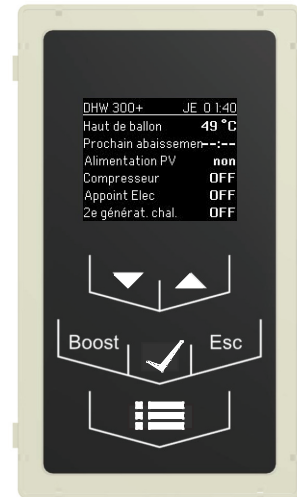 DHW 300+ JE 01:40
Haut de ballon 49 °C
Prochain abaissemen--:--
Alimentation PV non
Compresseur OFF
Appoint Elec OFF
2e générat. chal. OFF
Boost Esc